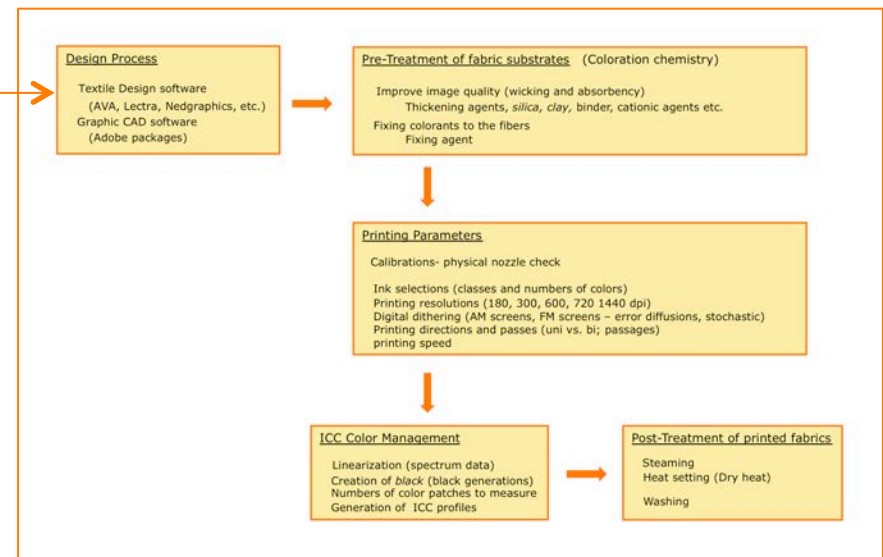 Design Process
Textile Design software
(AVA, Lectra, Nedgraphics, etc.)
Graphic CAD software
(Adobe packages)
Pre-Treatment of fabric substrates (Coloration chemistry)
Improve image quality (wicking and absorbency)
Thickening agents, silica, clay, binder, cationic agents etc.
Fixing colorants to the fibers
Fixing agent
Printing Parameters
Calibrations- physical nozzle check
Ink selections (classes and numbers of colors)
Printing resolutions (180, 300, 600, 720 1440 dpi)
Digital dithering (AM screens, FM screens – error diffusions, stochastic)
Printing directions and passes (uni vs. bi; passages)
printing speed
ICC Color Management
Linearization (spectrum data)
Creation of black (black generations)
Numbers of color patches to measure
Generation of ICC profiles
Post-Treatment of printed fabrics
Steaming
Heat setting (Dry heat)
Washing